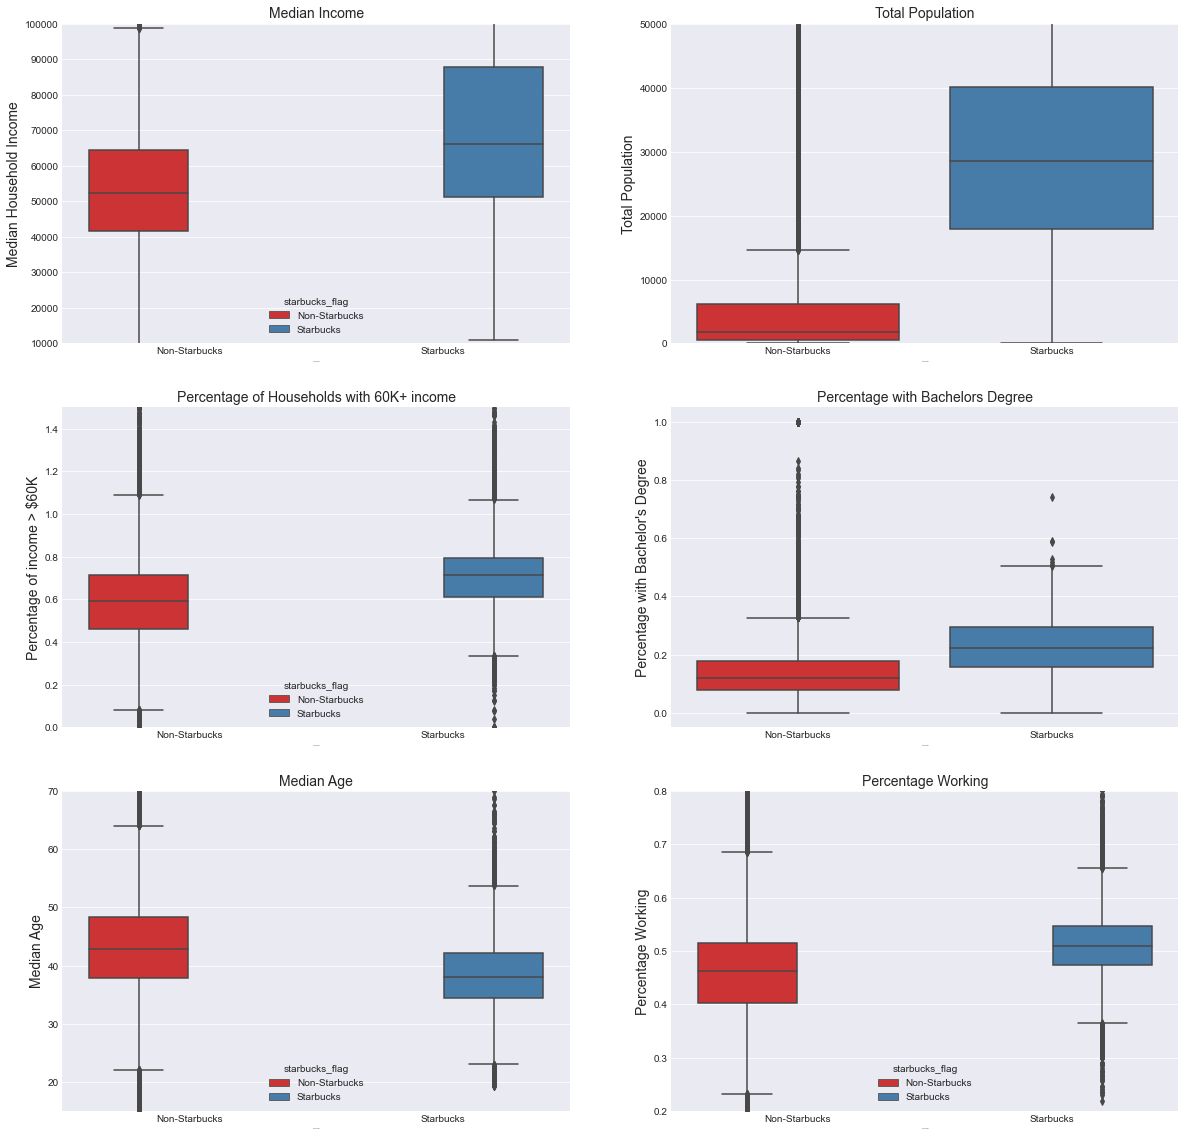 Median Income
Median Household Income
100000
90000
80000
70000
60000
50000
40000
30000
20000
10000
starbucks_flag
Non-Starbucks
Starbucks
Non-Starbucks
Starbucks
Total Population
Total Population
50000
40000
30000
20000
10000
0
Non-Starbucks
Starbucks
Percentage of Households with 60K+ income
Percentage of income > $60K
1.4
1.2
1.0
0.8
0.6
0.4
0.2
0.0
starbucks_flag
Non-Starbucks
Starbucks
Non-Starbucks
Starbucks
Percentage with Bachelors Degree
Percentage with Bachelor's Degree
1.0
0.8
0.6
0.4
0.2
0.0
Non-Starbucks
Starbucks
Median Age
Median Age
70
60
50
40
30
20
starbucks_flag
Non-Starbucks
Starbucks
Non-Starbucks
Starbucks
Percentage Working
Percentage Working
0.8
0.7
0.6
0.5
0.4
0.3
0.2
starbucks_flag
Non-Starbucks
Starbucks
Non-Starbucks
Starbucks